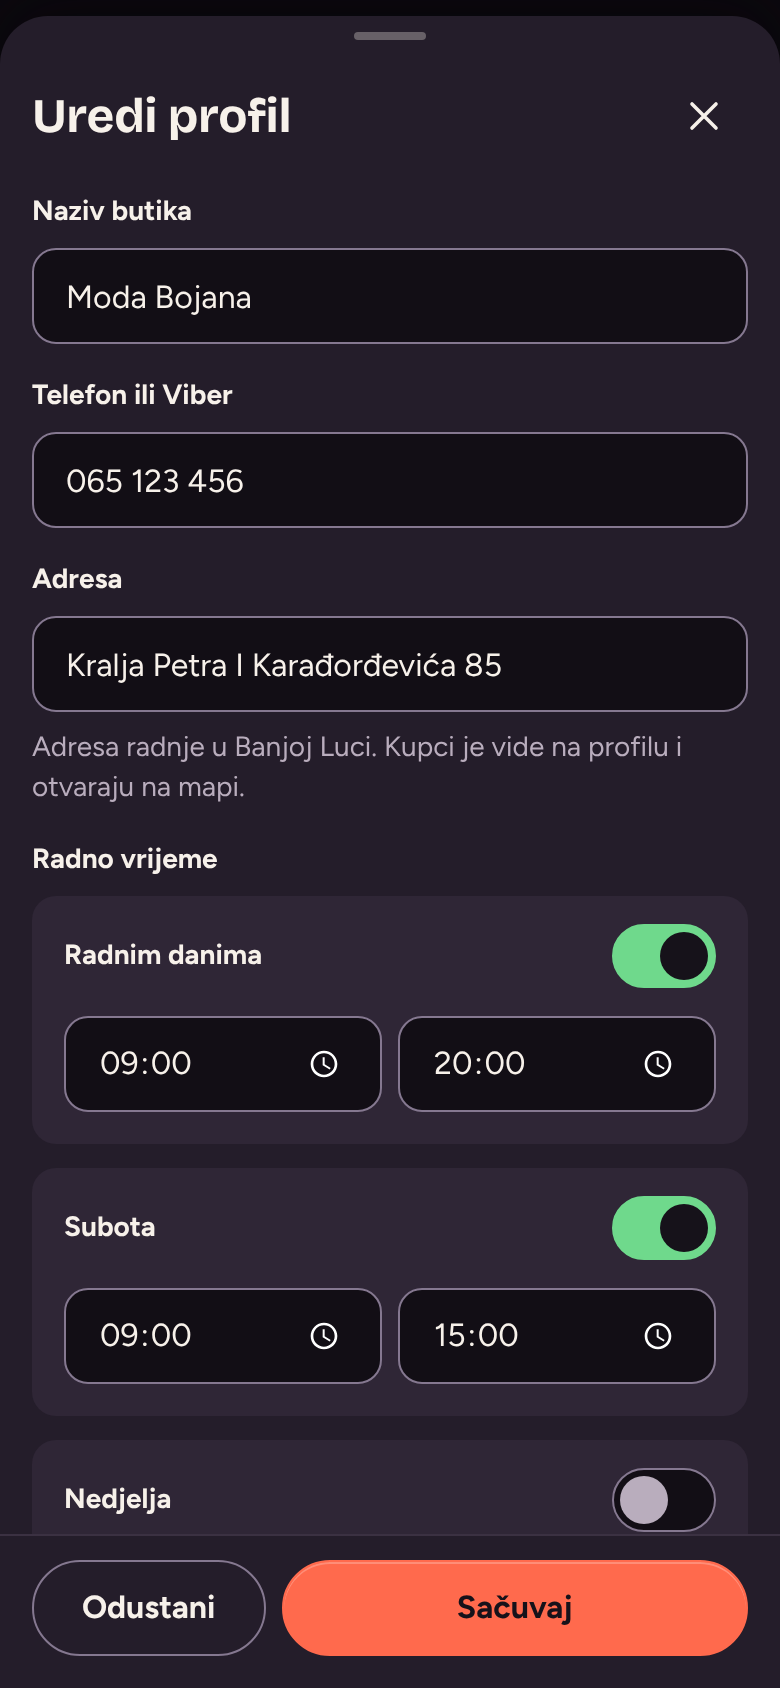 Uredi profil
Naziv butika
Moda Bojana
Telefon ili Viber
065 123 456
Adresa
Kralja Petra I Karađorđevića 85
Adresa radnje u Banjoj Luci. Kupci je vide na profilu i
otvaraju na mapi.
Radno vrijeme
Radnim danima
09:00 20:00
Subota
09:00 15:00
Nedjelja
Odustani Sačuvaj